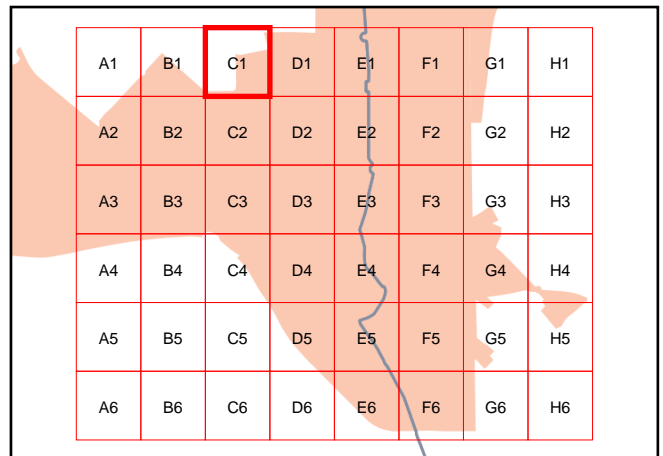 A1 B1 C1 D1 E1 F1 G1 H1
A2 B2 C2 D2 E2 F2 G2 H2
A3 B3 C3 D3 E3 F3 G3 H3
A4 B4 C4 D4 E4 F4 G4 H4
A5 B5 C5 D5 E5 F5 G5 H5
A6 B6 C6 D6 E6 F6 G6 H6